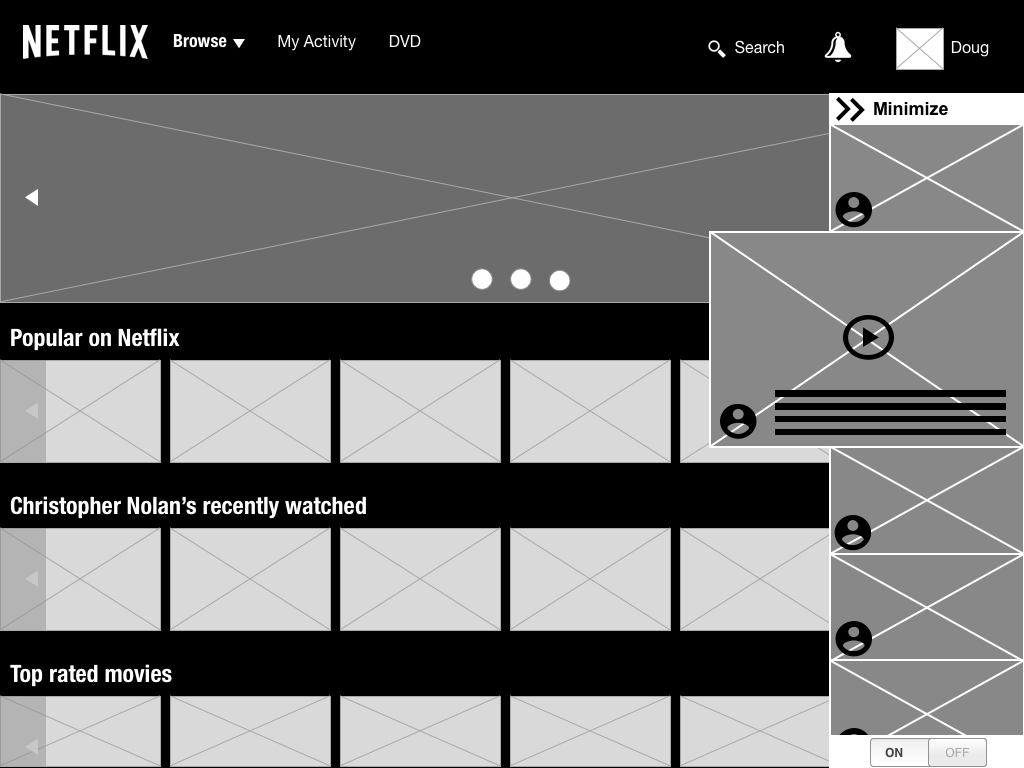 NETFLIX
Browse
My Activity
DVD
Search
Doug
Minimize
Popular on Netflix
Christopher Nolan’s recently watched
Top rated movies
ON
OFF